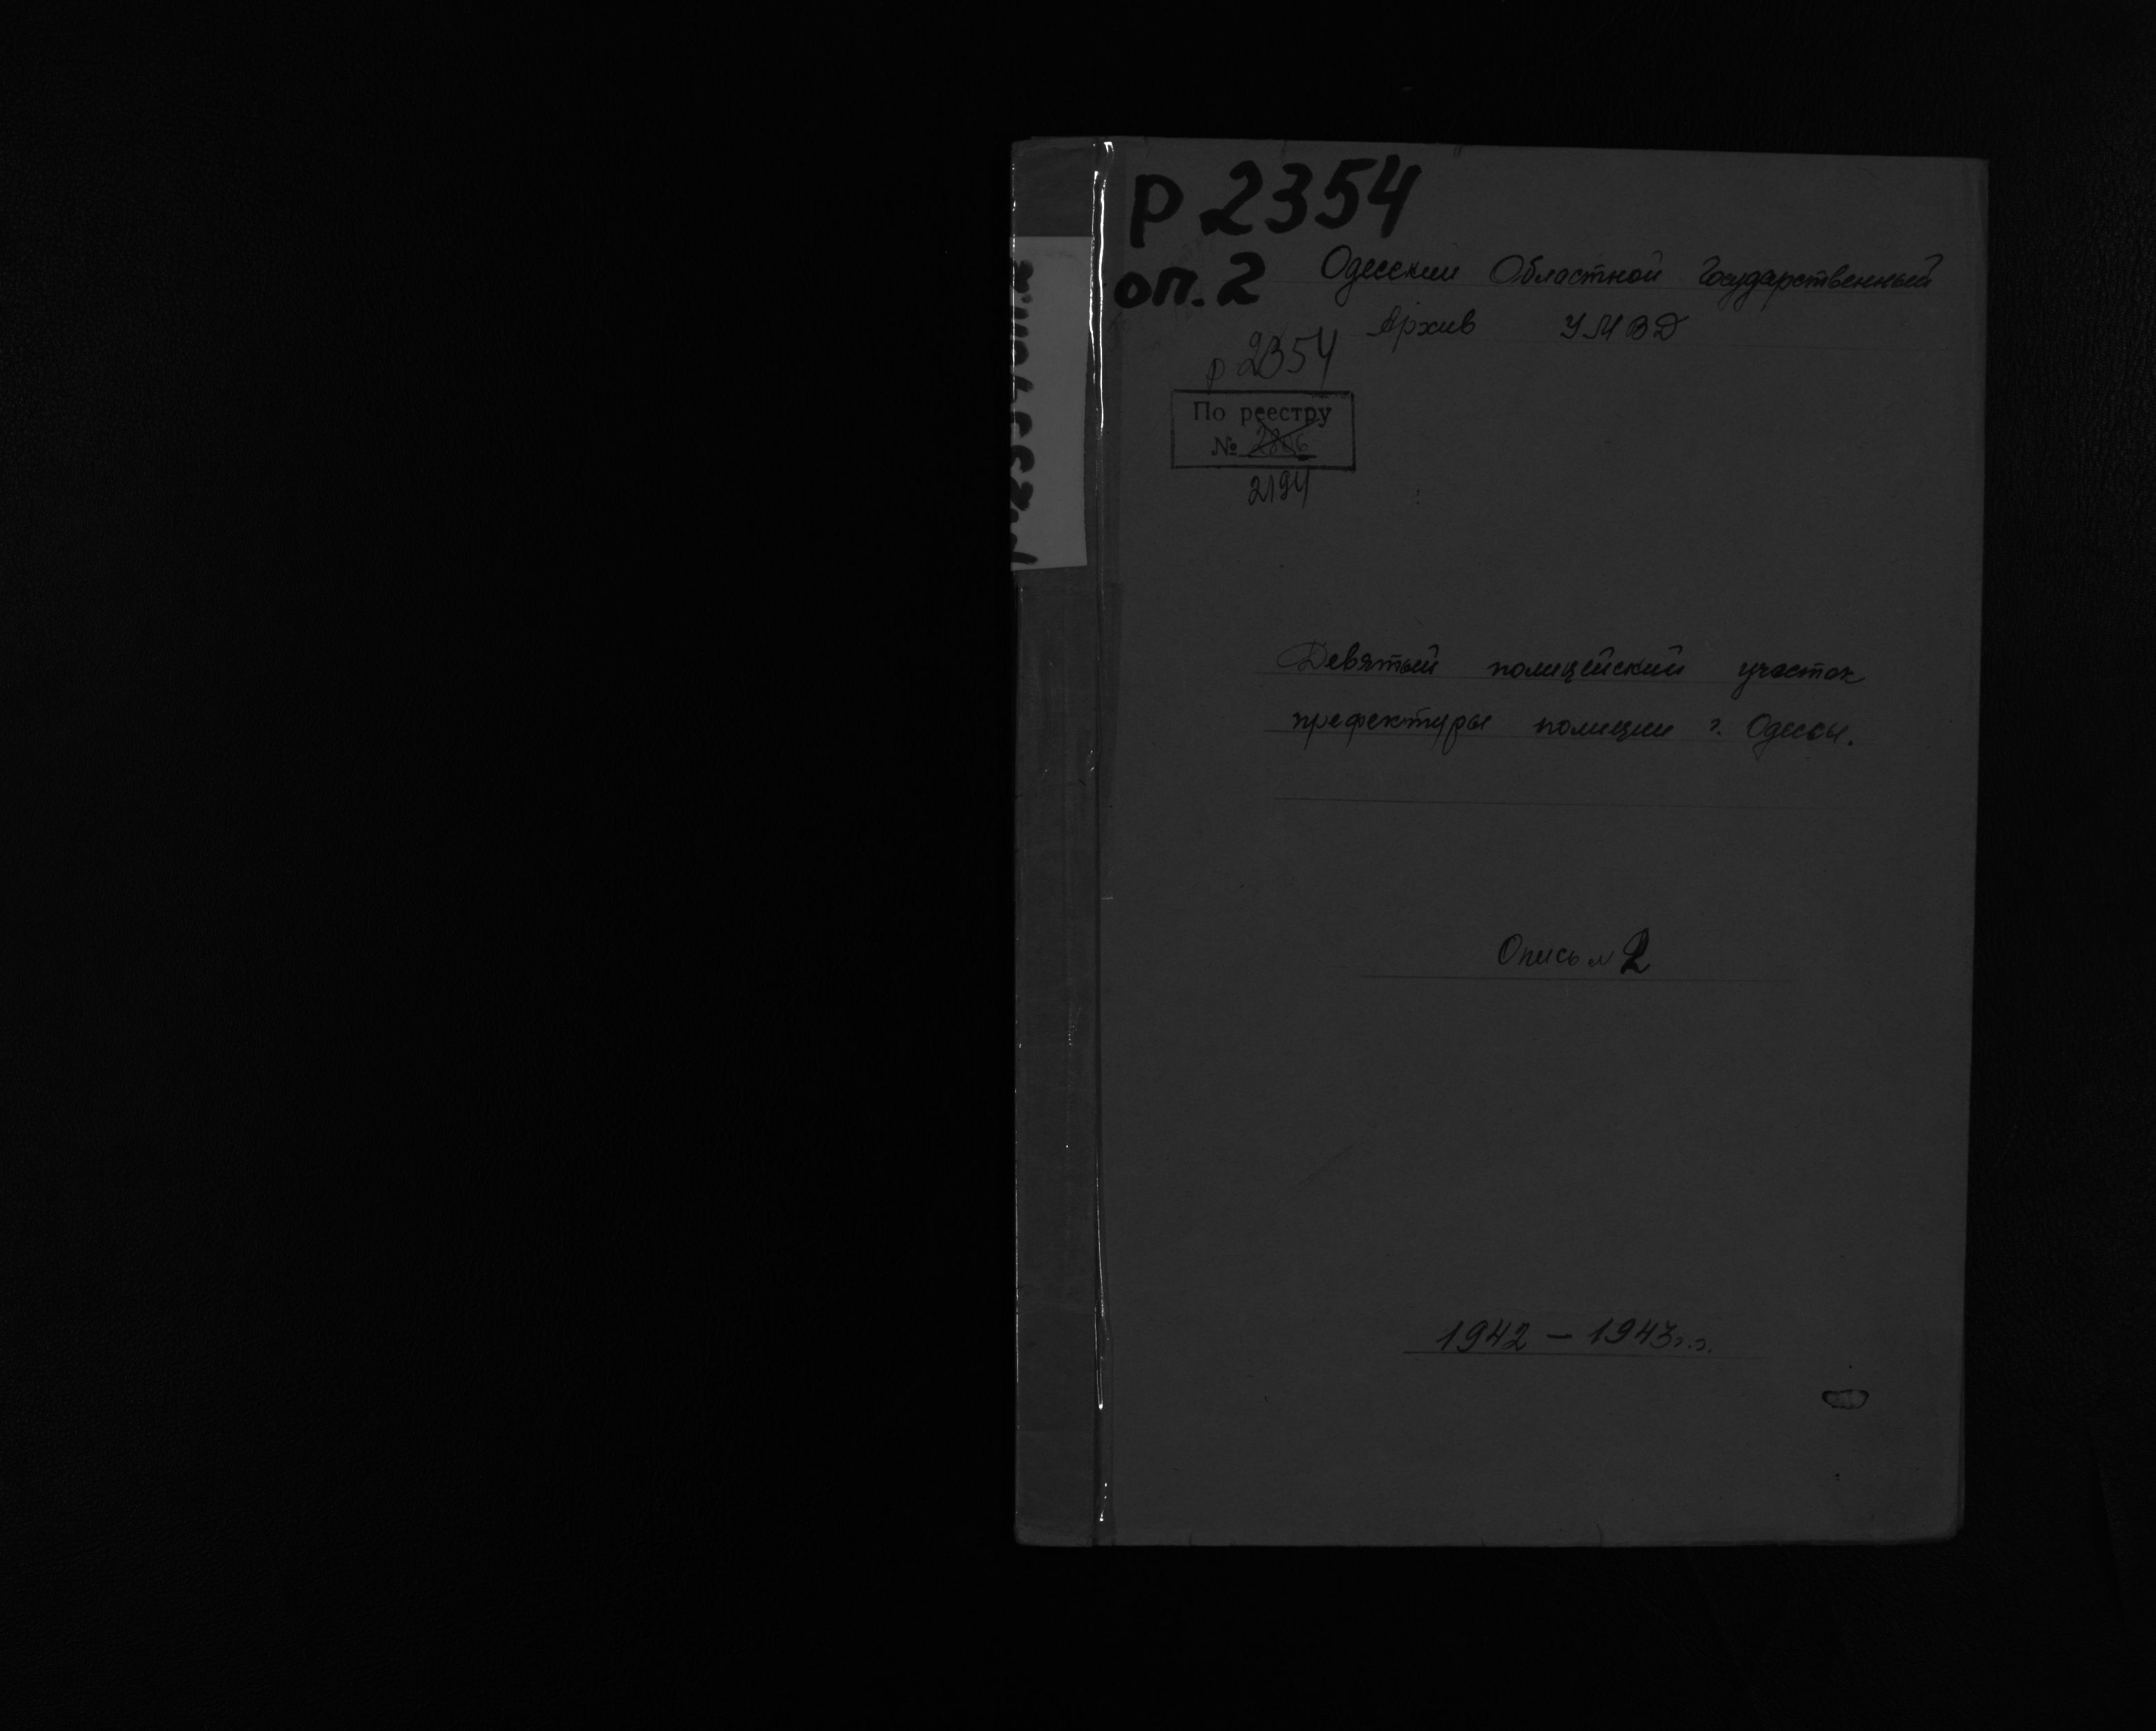 р 2354
оп. 2
Одесский Областной Государственный
Архив УМВД
р 2354
По реестру
№ 2806
2194
Девятый полицейский участок
префектуры полиции г. Одессы.
Опись № 2
1942 – 1943 г.г.